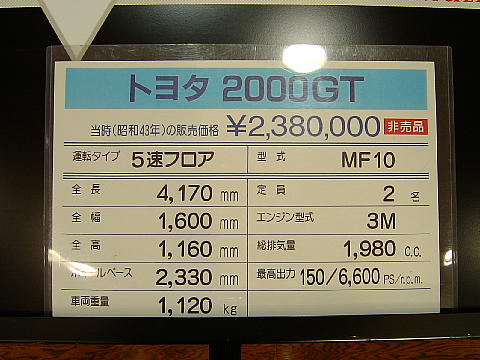 トヨタ 2000GT
当時(昭和43年)の販売価格 ¥2,380,000 非売品
運転タイプ 5速フロア 型式 MF10
全長 4,170 mm 定員 2 名
全幅 1,600 mm エンジン型式 3M
全高 1,160 mm 総排気量 1,980 C.C.
ホイールベース 2,330 mm 最高出力 150/6,600 PS/r.p.m.
車両重量 1,120 kg